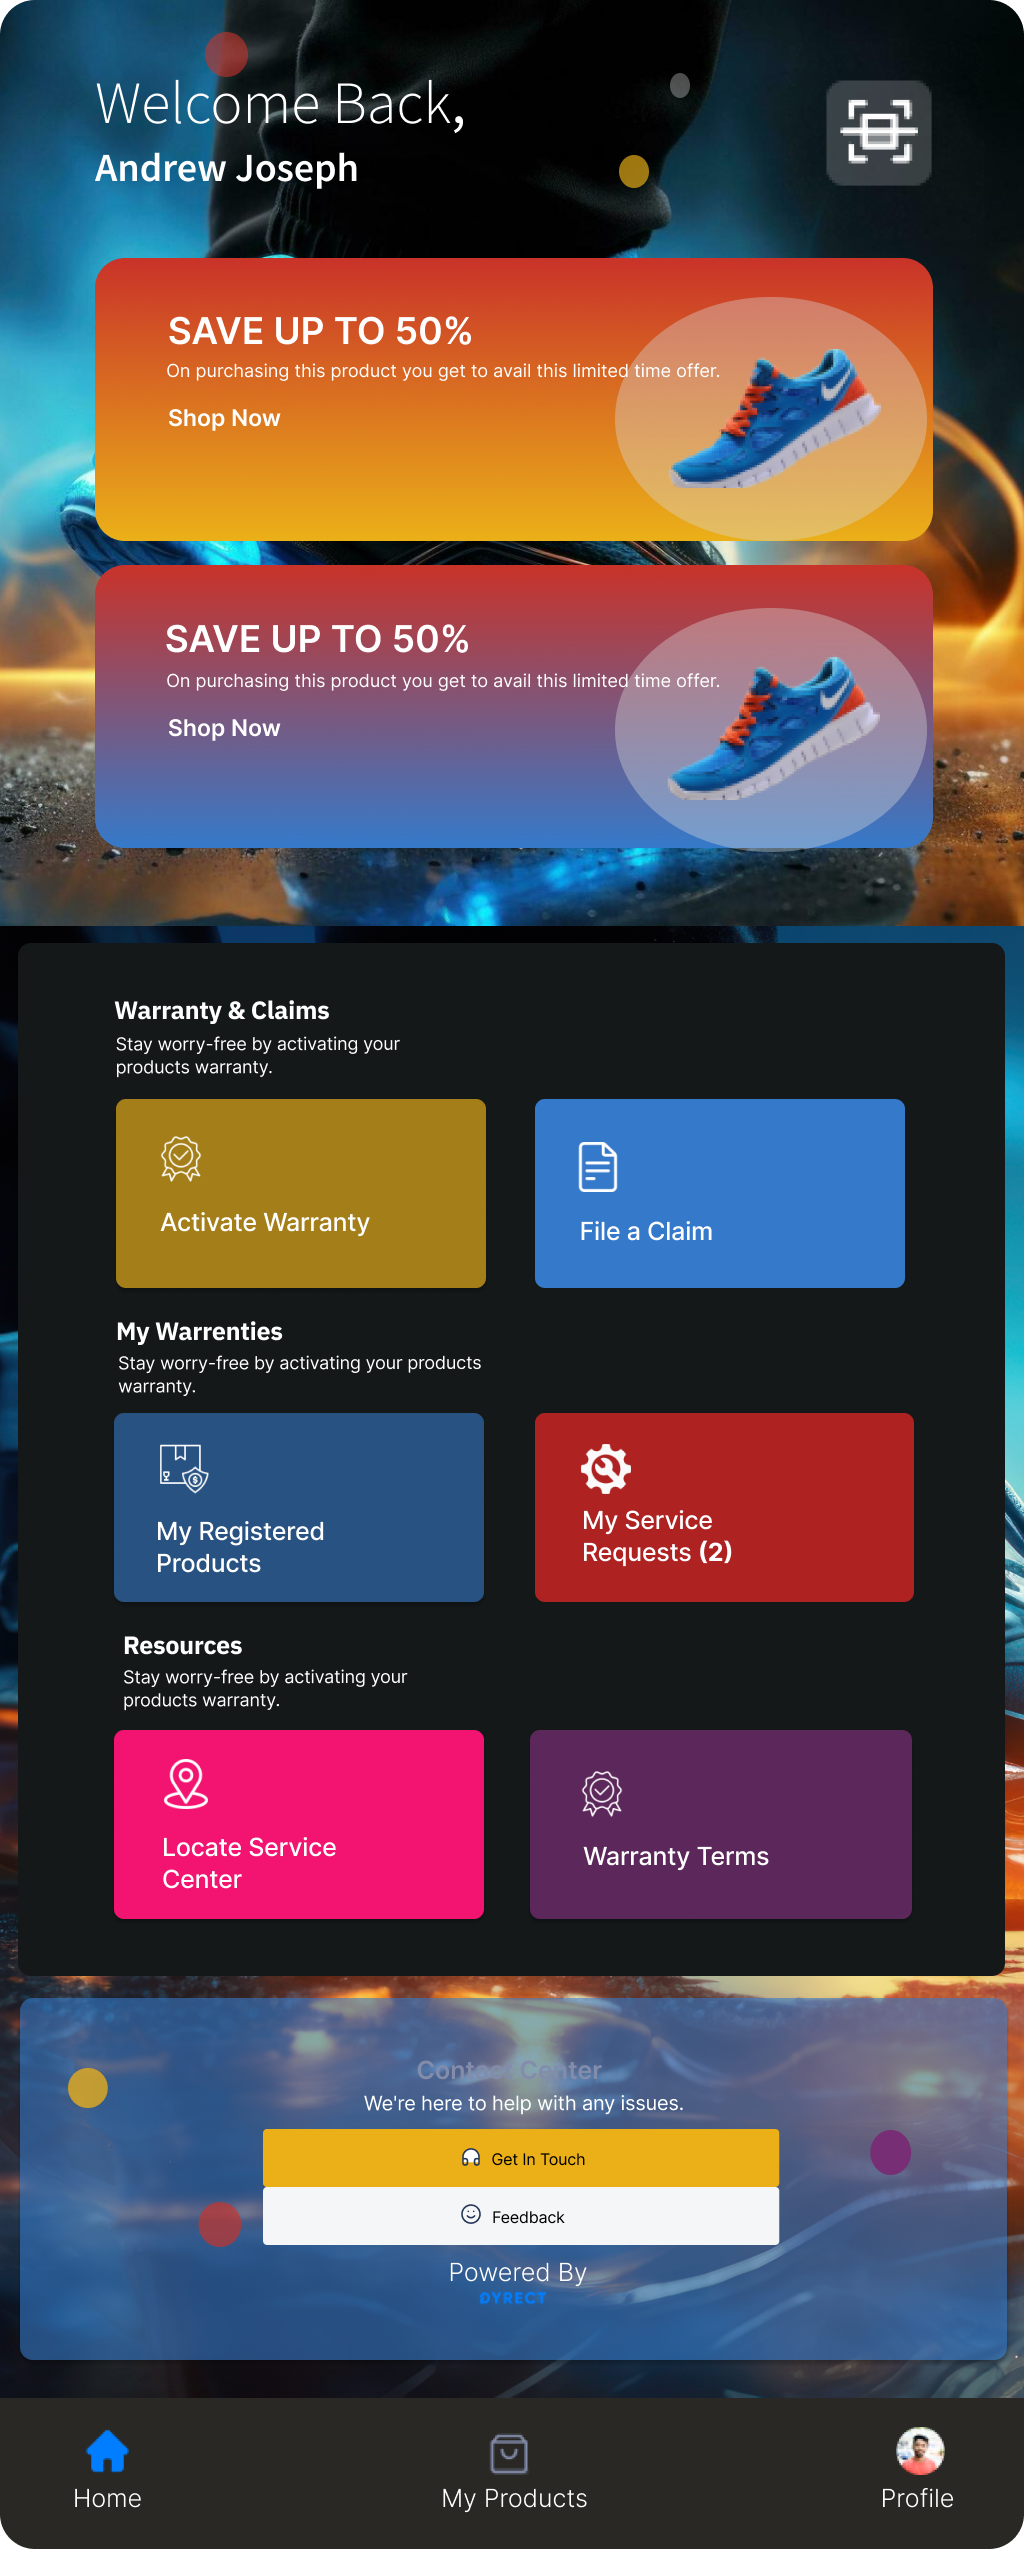 Welcome Back,
Andrew Joseph
SAVE UP TO 50%
On purchasing this product you get to avail this limited time offer.
Shop Now
SAVE UP TO 50%
On purchasing this product you get to avail this limited time offer.
Shop Now
Warranty & Claims
Stay worry-free by activating your
products warranty.
Activate Warranty
File a Claim
My Warrenties
Stay worry-free by activating your products
warranty.
My Registered
Products
My Service
Requests (2)
Resources
Stay worry-free by activating your
products warranty.
Locate Service
Center
Warranty Terms
Contact Center
We're here to help with any issues.
Get In Touch
Feedback
Powered By
DYRECT
Home
My Products
Profile